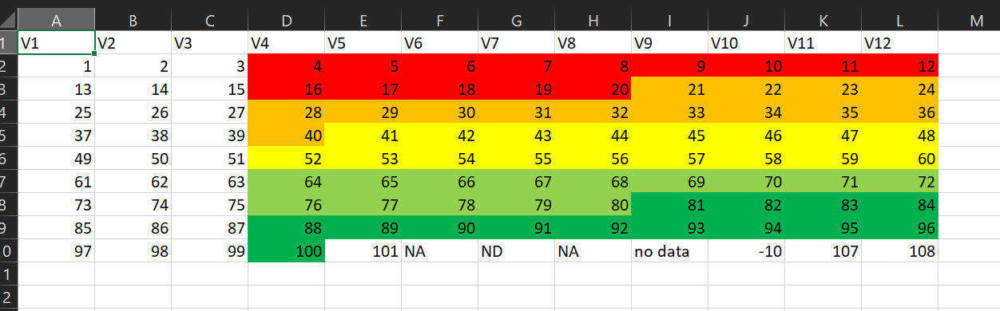 A B C D E F G H I J K L M
1 V1 V2 V3 V4 V5 V6 V7 V8 V9 V10 V11 V12
2 1 2 3 4 5 6 7 8 9 10 11 12
3 13 14 15 16 17 18 19 20 21 22 23 24
4 25 26 27 28 29 30 31 32 33 34 35 36
5 37 38 39 40 41 42 43 44 45 46 47 48
6 49 50 51 52 53 54 55 56 57 58 59 60
7 61 62 63 64 65 66 67 68 69 70 71 72
8 73 74 75 76 77 78 79 80 81 82 83 84
9 85 86 87 88 89 90 91 92 93 94 95 96
0 97 98 99 100 101 NA ND NA no data -10 107 108
1
2